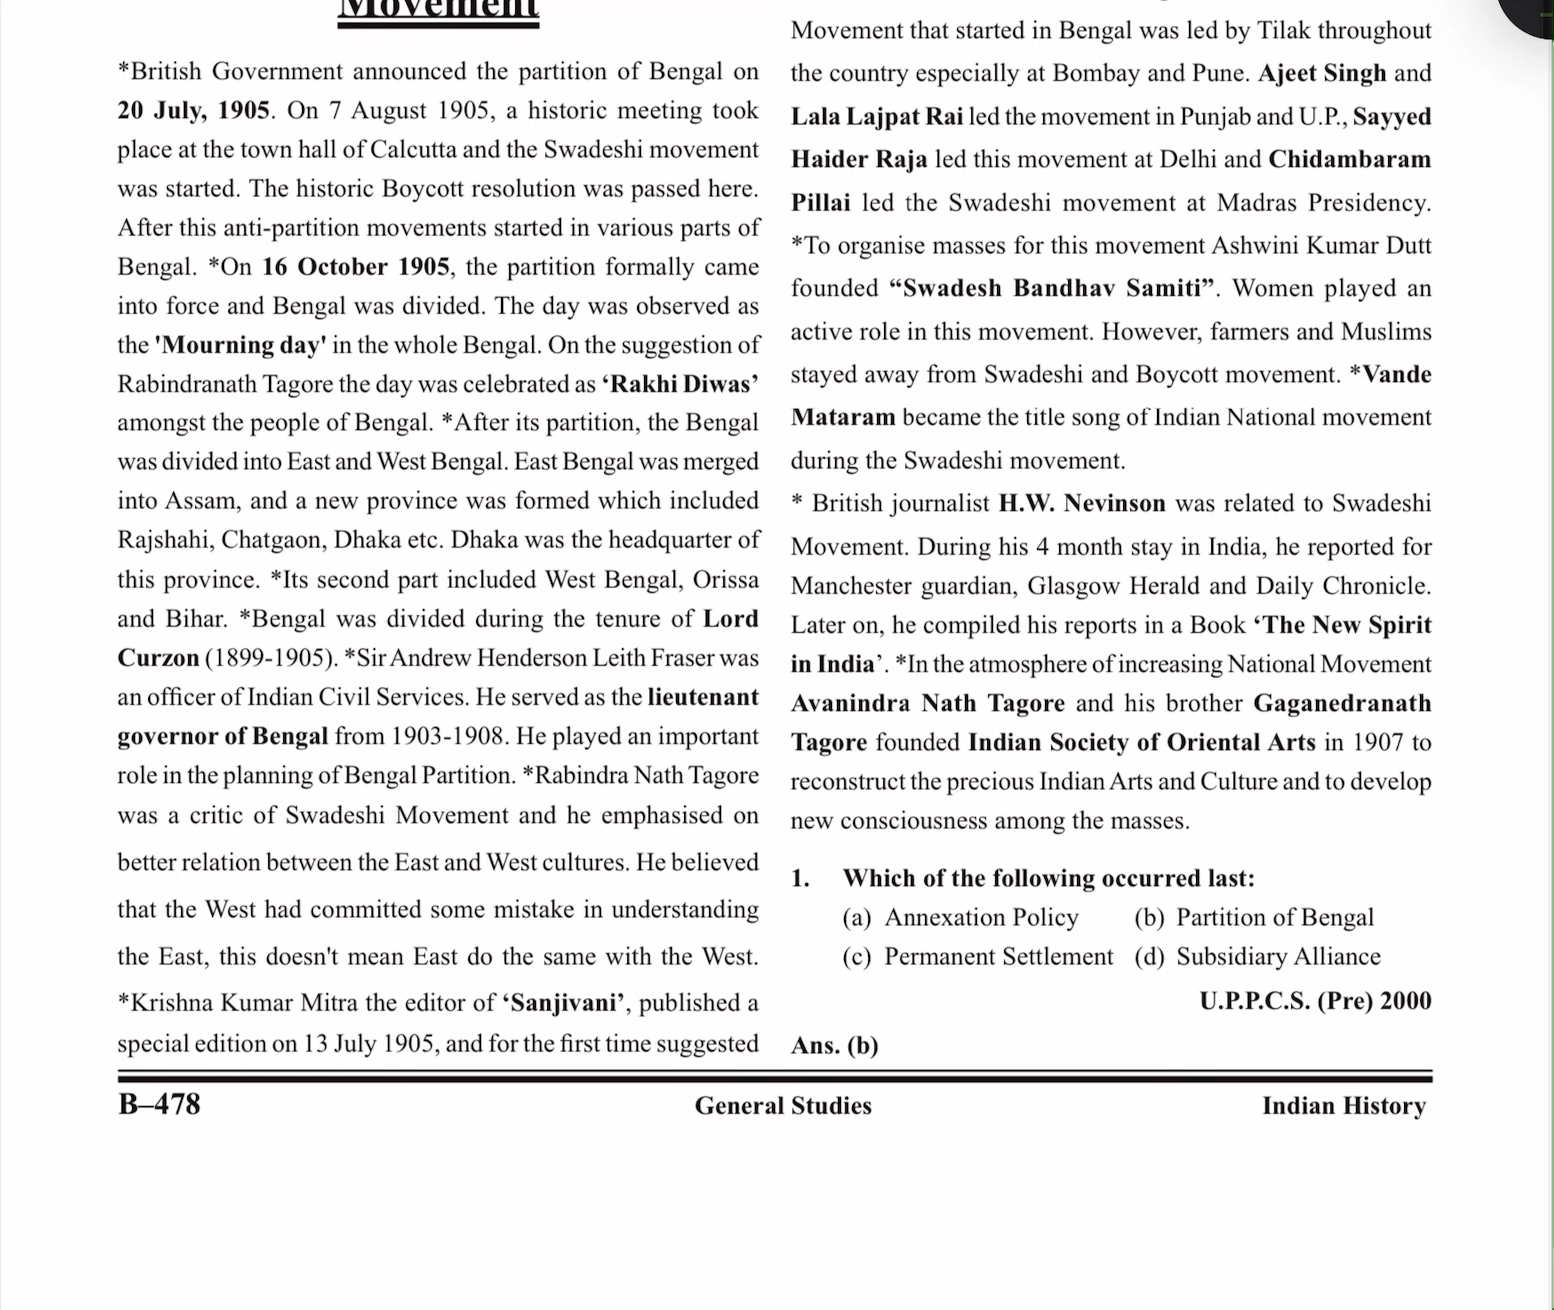 Movement
*British Government announced the partition of Bengal on
20 July, 1905. On 7 August 1905, a historic meeting took
place at the town hall of Calcutta and the Swadeshi movement
was started. The historic Boycott resolution was passed here.
After this anti-partition movements started in various parts of
Bengal. *On 16 October 1905, the partition formally came
into force and Bengal was divided. The day was observed as
the 'Mourning day' in the whole Bengal. On the suggestion of
Rabindranath Tagore the day was celebrated as ‘Rakhi Diwas’
amongst the people of Bengal. *After its partition, the Bengal
was divided into East and West Bengal. East Bengal was merged
into Assam, and a new province was formed which included
Rajshahi, Chatgaon, Dhaka etc. Dhaka was the headquarter of
this province. *Its second part included West Bengal, Orissa
and Bihar. *Bengal was divided during the tenure of Lord
Curzon (1899-1905). *Sir Andrew Henderson Leith Fraser was
an officer of Indian Civil Services. He served as the lieutenant
governor of Bengal from 1903-1908. He played an important
role in the planning of Bengal Partition. *Rabindra Nath Tagore
was a critic of Swadeshi Movement and he emphasised on
better relation between the East and West cultures. He believed
that the West had committed some mistake in understanding
the East, this doesn't mean East do the same with the West.
*Krishna Kumar Mitra the editor of ‘Sanjivani’, published a
special edition on 13 July 1905, and for the first time suggested
Movement that started in Bengal was led by Tilak throughout
the country especially at Bombay and Pune. Ajeet Singh and
Lala Lajpat Rai led the movement in Punjab and U.P., Sayyed
Haider Raja led this movement at Delhi and Chidambaram
Pillai led the Swadeshi movement at Madras Presidency.
*To organise masses for this movement Ashwini Kumar Dutt
founded “Swadesh Bandhav Samiti”. Women played an
active role in this movement. However, farmers and Muslims
stayed away from Swadeshi and Boycott movement. *Vande
Mataram became the title song of Indian National movement
during the Swadeshi movement.
* British journalist H.W. Nevinson was related to Swadeshi
Movement. During his 4 month stay in India, he reported for
Manchester guardian, Glasgow Herald and Daily Chronicle.
Later on, he compiled his reports in a Book ‘The New Spirit
in India’. *In the atmosphere of increasing National Movement
Avanindra Nath Tagore and his brother Gaganedranath
Tagore founded Indian Society of Oriental Arts in 1907 to
reconstruct the precious Indian Arts and Culture and to develop
new consciousness among the masses.
1. Which of the following occurred last:
(a) Annexation Policy (b) Partition of Bengal
(c) Permanent Settlement (d) Subsidiary Alliance
U.P.P.C.S. (Pre) 2000
Ans. (b)
B–478 General Studies Indian History